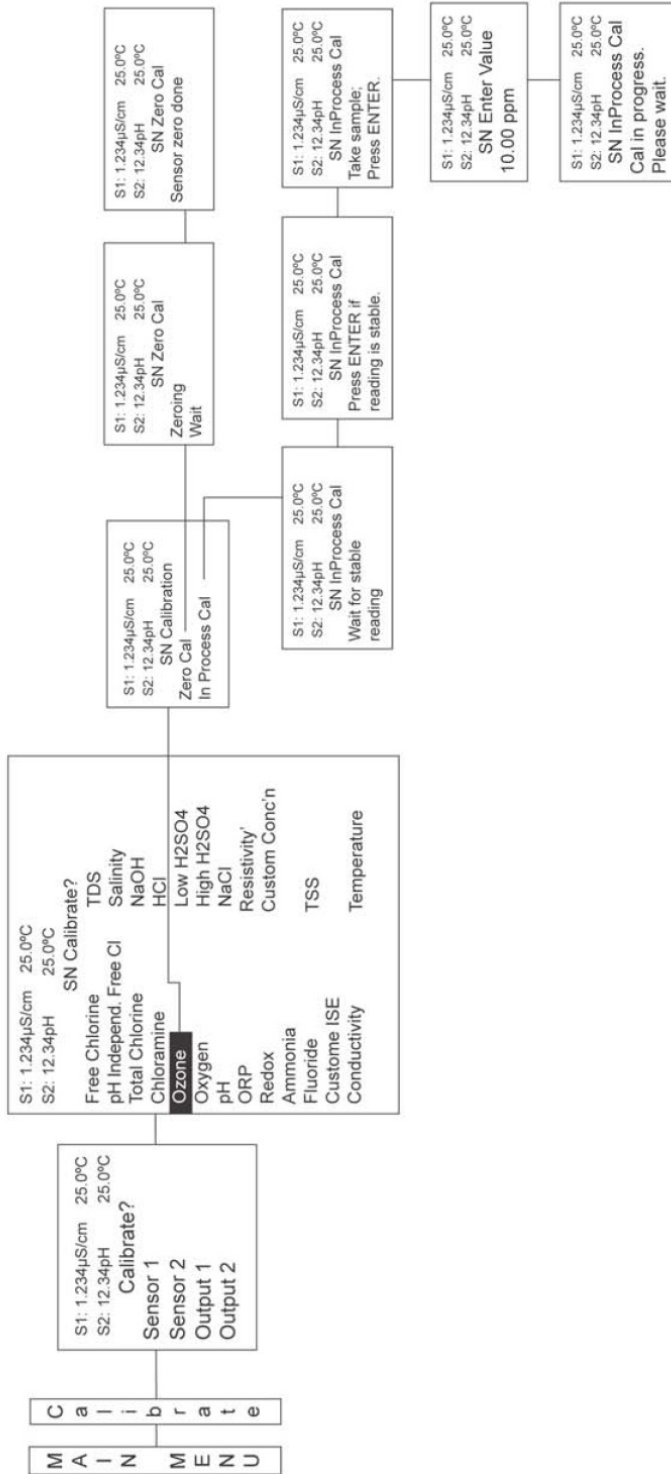 MAIN MENU
Calibrate
S1: 1.234µS/cm 25.0ºC
S2: 12.34pH 25.0ºC
Calibrate?
Sensor 1
Sensor 2
Output 1
Output 2
S1: 1.234µS/cm 25.0ºC
S2: 12.34pH 25.0ºC
SN Calibrate?
Free Chlorine TDS
pH Independ. Free Cl Salinity
Total Chlorine NaOH
Chloramine HCl
Ozone Low H2SO4
Oxygen High H2SO4
pH NaCl
ORP Resistivity'
Redox Custom Conc'n
Ammonia
Fluoride TSS
Custome ISE
Conductivity Temperature
S1: 1.234µS/cm 25.0ºC
S2: 12.34pH 25.0ºC
SN Calibration
Zero Cal
In Process Cal
S1: 1.234µS/cm 25.0ºC
S2: 12.34pH 25.0ºC
SN Zero Cal
Zeroing
Wait
S1: 1.234µS/cm 25.0ºC
S2: 12.34pH 25.0ºC
SN Zero Cal
Sensor zero done
S1: 1.234µS/cm 25.0ºC
S2: 12.34pH 25.0ºC
SN InProcess Cal
Wait for stable
reading
S1: 1.234µS/cm 25.0ºC
S2: 12.34pH 25.0ºC
SN InProcess Cal
Press ENTER if
reading is stable.
S1: 1.234µS/cm 25.0ºC
S2: 12.34pH 25.0ºC
SN InProcess Cal
Take sample;
Press ENTER.
S1: 1.234µS/cm 25.0ºC
S2: 12.34pH 25.0ºC
SN Enter Value
10.00 ppm
S1: 1.234µS/cm 25.0ºC
S2: 12.34pH 25.0ºC
SN InProcess Cal
Cal in progress.
Please wait.